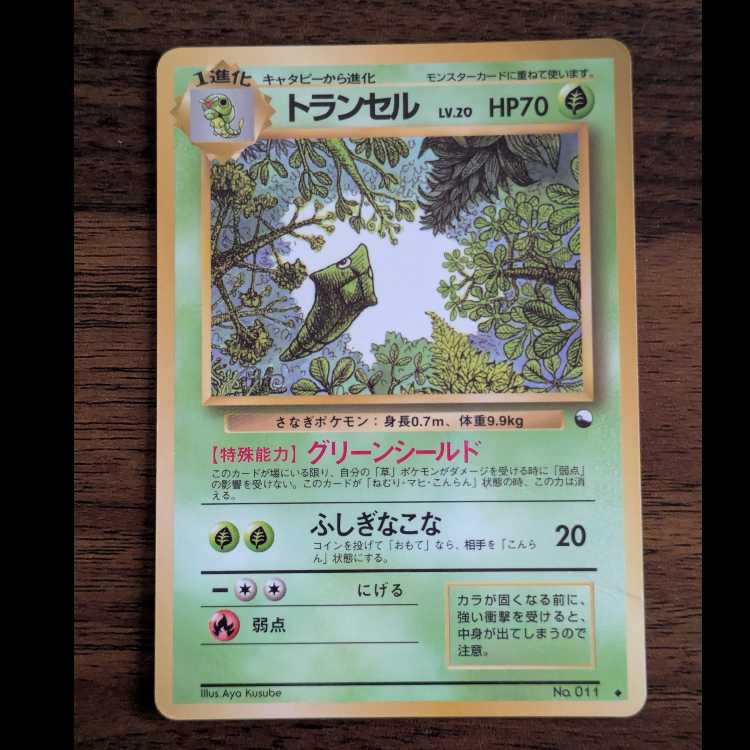 1進化 キャタピーから進化 モンスターカードに重ねて使います。
トランセル LV.20 HP70
さなぎポケモン：身長0.7m、体重9.9kg
【特殊能力】グリーンシールド
このカードが場にいる限り、自分の「草」ポケモンがダメージを受ける時に「弱点」
の影響を受けない。このカードが「ねむり・マヒ・こんらん」状態の時、この力は消
える。
ふしぎなこな 20
コインを投げて「おもて」なら、相手を「こんら
ん」状態にする。
にげる
弱点
カラが固くなる前に、
強い衝撃を受けると、
中身が出てしまうので
注意。
Illus. Aya Kusube No. 011